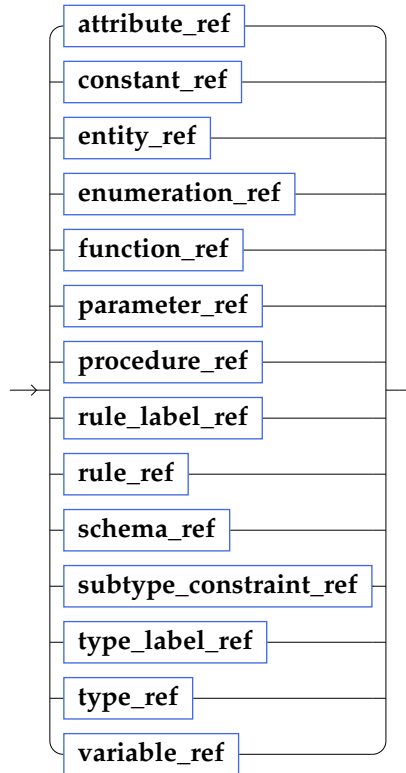 attribute_ref
constant_ref
entity_ref
enumeration_ref
function_ref
parameter_ref
procedure_ref
rule_label_ref
rule_ref
schema_ref
subtype_constraint_ref
type_label_ref
type_ref
variable_ref